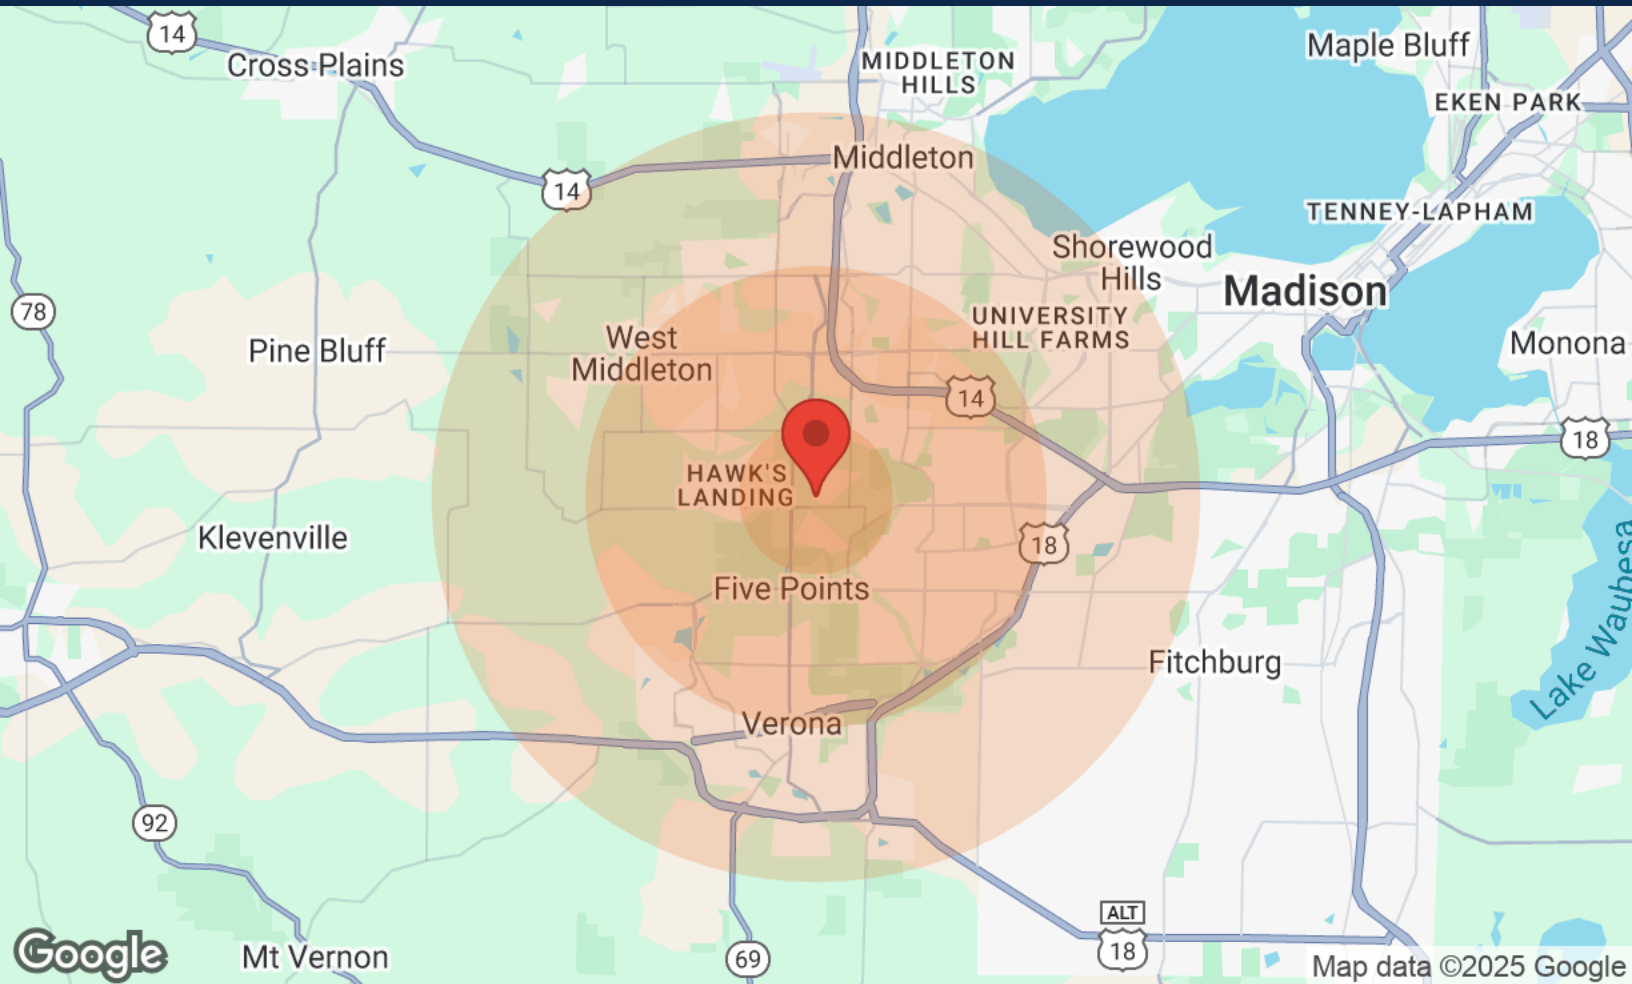 14
Cross Plains
MIDDLETON
HILLS
Maple Bluff
EKEN PARK
Middleton
14
TENNEY-LAPHAM
Shorewood
Hills
Madison
78
UNIVERSITY
HILL FARMS
West
Middleton
Pine Bluff
Monona
14
18
HAWK'S
LANDING
Klevenville
18
Five Points
Lake Waubesa
Fitchburg
Verona
92
ALT
18
Google
Mt Vernon
69
Map data ©2025 Google